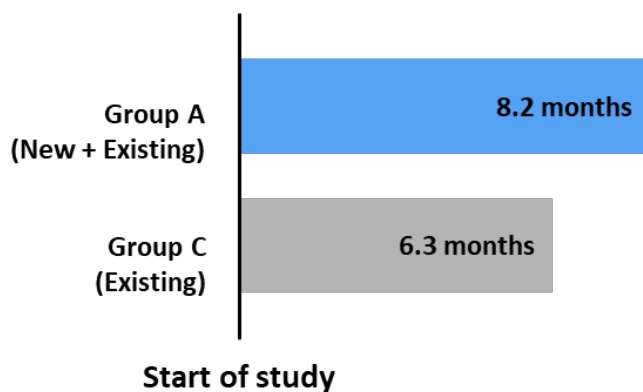 Group A
(New + Existing)
8.2 months
Group C
(Existing)
6.3 months
Start of study